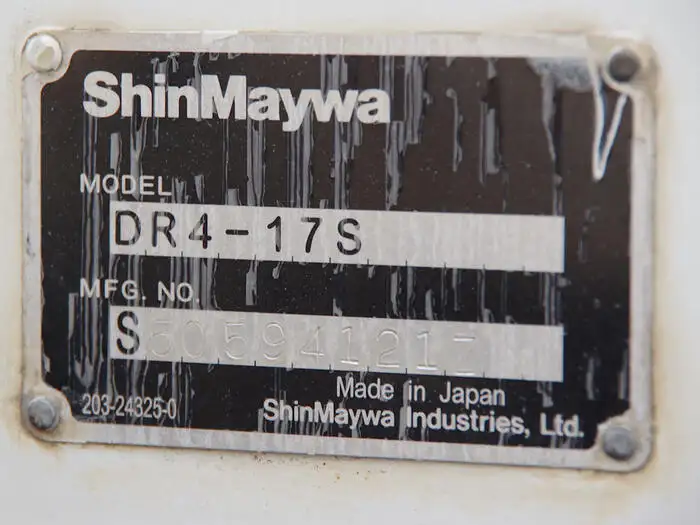 ShinMaywa
MODEL
DR4-17S
MFG. NO.
203-24325-0
Made in Japan
ShinMaywa Industries, Ltd.